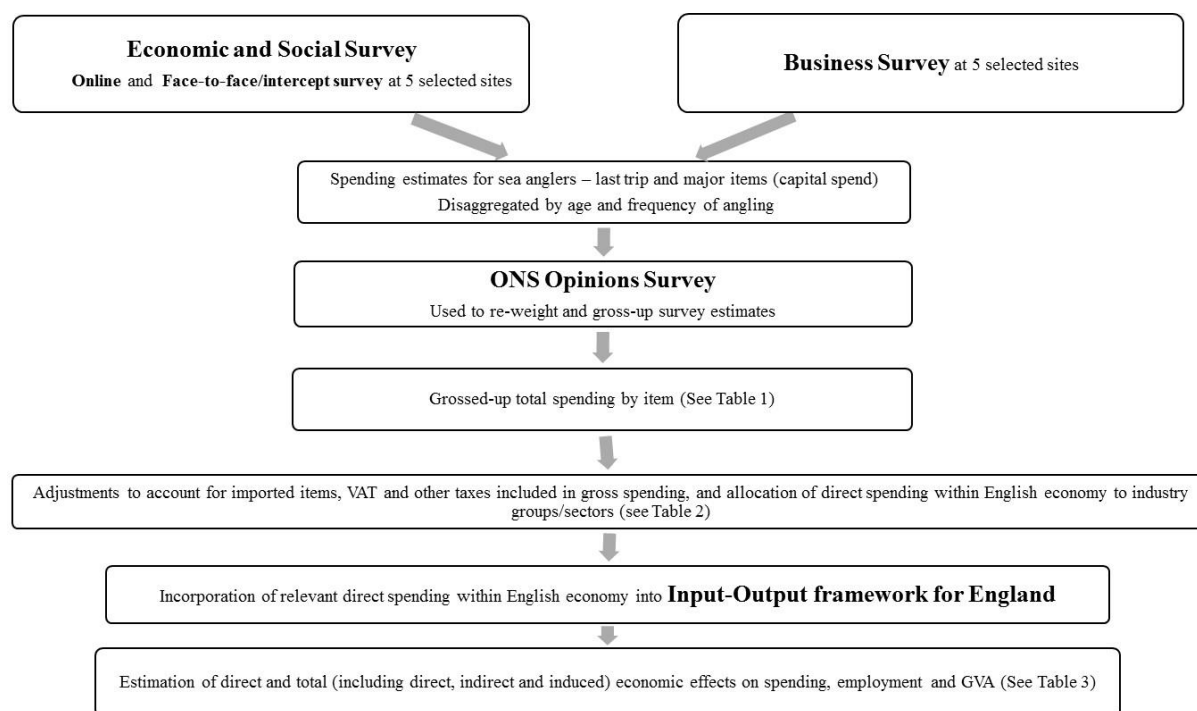 Economic and Social Survey
Online and Face-to-face/intercept survey at 5 selected sites
Business Survey at 5 selected sites
Spending estimates for sea anglers – last trip and major items (capital spend)
Disaggregated by age and frequency of angling
ONS Opinions Survey
Used to re-weight and gross-up survey estimates
Grossed-up total spending by item (See Table 1)
Adjustments to account for imported items, VAT and other taxes included in gross spending, and allocation of direct spending within English economy to industry
groups/sectors (see Table 2)
Incorporation of relevant direct spending within English economy into Input-Output framework for England
Estimation of direct and total (including direct, indirect and induced) economic effects on spending, employment and GVA (See Table 3)